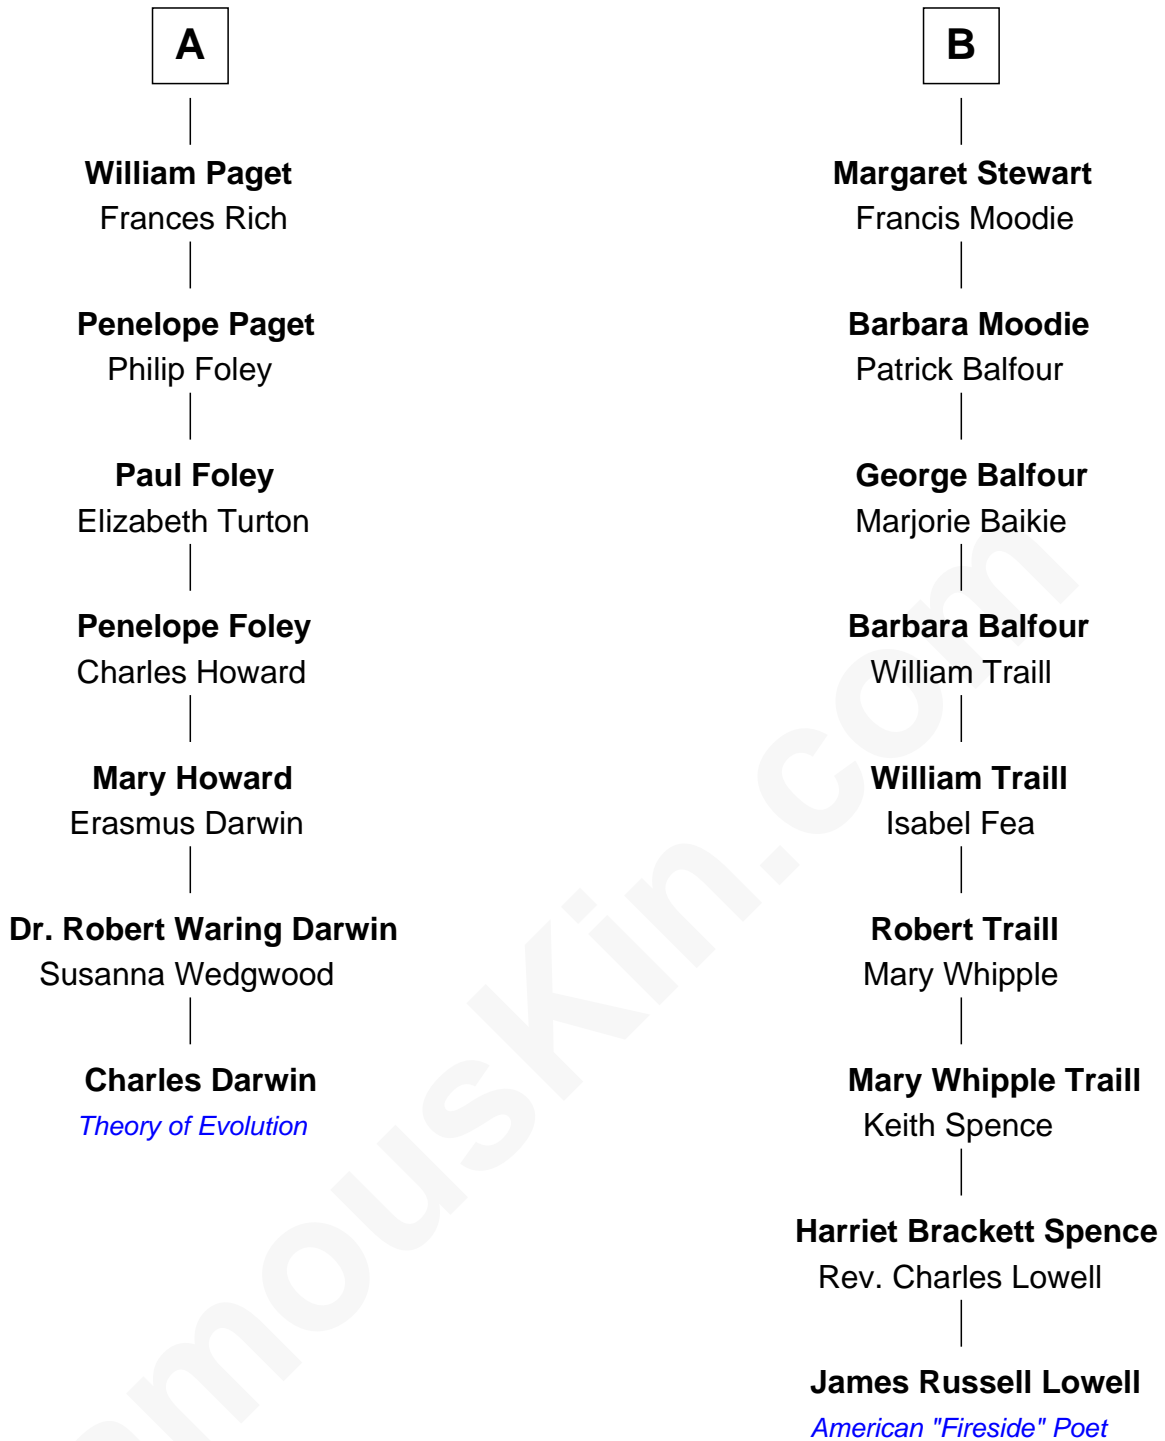 A
William Paget
Frances Rich
Penelope Paget
Philip Foley
Paul Foley
Elizabeth Turton
Penelope Foley
Charles Howard
Mary Howard
Erasmus Darwin
Dr. Robert Waring Darwin
Susanna Wedgwood
Charles Darwin
Theory of Evolution
B
Margaret Stewart
Francis Moodie
Barbara Moodie
Patrick Balfour
George Balfour
Marjorie Baikie
Barbara Balfour
William Traill
William Traill
Isabel Fea
Robert Traill
Mary Whipple
Mary Whipple Traill
Keith Spence
Harriet Brackett Spence
Rev. Charles Lowell
James Russell Lowell
American "Fireside" Poet
amousKin.com